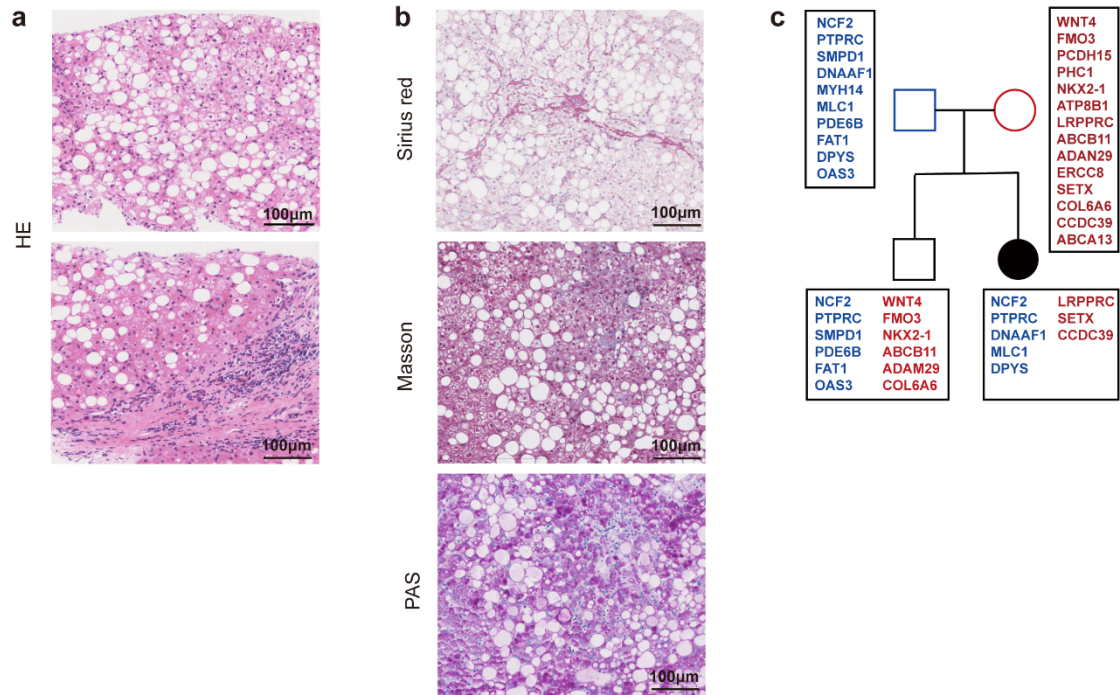 a
HE
100µm
100µm
b
Sirius red
100µm
Masson
100µm
PAS
100µm
c
NCF2
PTPRC
SMPD1
DNAAF1
MYH14
MLC1
PDE6B
FAT1
DPYS
OAS3
WNT4
FMO3
PCDH15
PHC1
NKX2-1
ATP8B1
LRPPRC
ABCB11
ADAN29
ERCC8
SETX
COL6A6
CCDC39
ABCA13
NCF2 WNT4
PTPRC FMO3
SMPD1 NKX2-1
PDE6B ABCB11
FAT1 ADAM29
OAS3 COL6A6
NCF2 LRPPRC
PTPRC SETX
DNAAF1 CCDC39
MLC1
DPYS